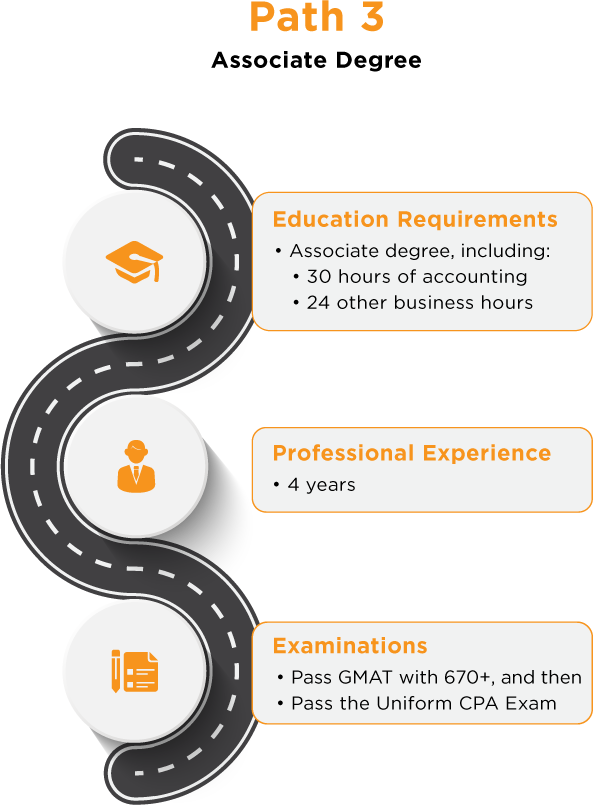 Path 3
Associate Degree
Education Requirements
• Associate degree, including:
• 30 hours of accounting
• 24 other business hours
Professional Experience
• 4 years
Examinations
• Pass GMAT with 670+, and then
• Pass the Uniform CPA Exam